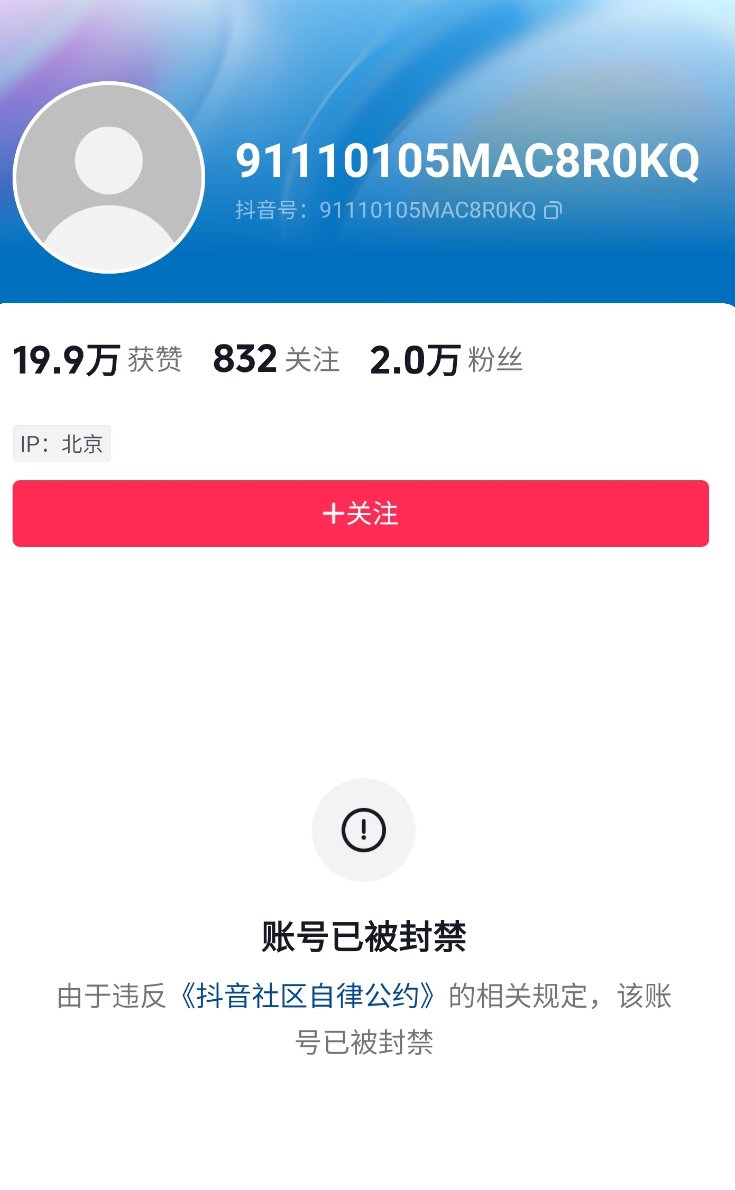 91110105MAC8R0KQ
抖音号：91110105MAC8R0KQ
19.9万 获赞 832 关注 2.0万 粉丝
IP：北京
+关注
账号已被封禁
由于违反《抖音社区自律公约》的相关规定，该账
号已被封禁